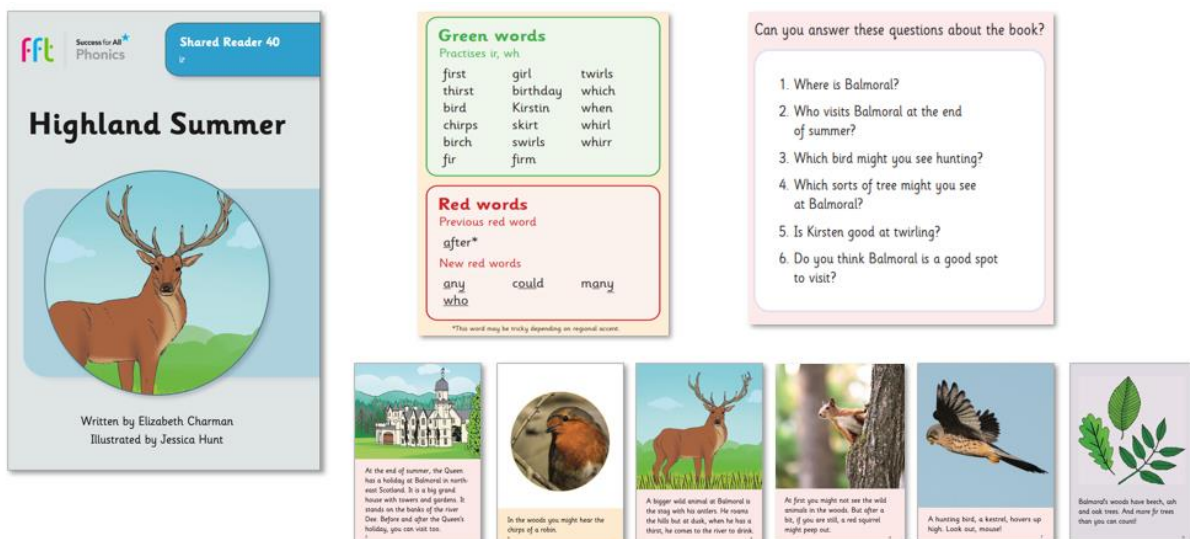 fft
Success for All
Phonics
Shared Reader 40
ir
Highland Summer
Written by Elizabeth Charman
Illustrated by Jessica Hunt
Green words
Practises ir, wh
first girl twirls
thirst birthday which
bird Kirstin when
chirps skirt whirl
birch swirls whirr
fir firm
Red words
Previous red word
after*
New red words
any could many
who
*This word may be tricky depending on regional accent.
Can you answer these questions about the book?
1. Where is Balmoral?
2. Who visits Balmoral at the end
of summer?
3. Which bird might you see hunting?
4. Which sorts of tree might you see
at Balmoral?
5. Is Kirsten good at twirling?
6. Do you think Balmoral is a good spot
to visit?
At the end of summer, the Queen
has a holiday at Balmoral in north-
east Scotland. It is a big grand
house with towers and gardens. It
stands on the banks of the river
Dee. Before and after the Queen's
holiday, you can visit too.
In the woods you might hear the
chirps of a robin.
A bigger wild animal at Balmoral is
the stag with his antlers. He roams
the hills but at dusk, when he has a
thirst, he comes to the river to drink.
At first you might not see the wild
animals in the woods. But after a
bit, if you are still, a red squirrel
might peep out.
A hunting bird, a kestrel, hovers up
high. Look out, mouse!
Balmoral's woods have beech, ash
and oak trees. And more fir trees
than you can count!